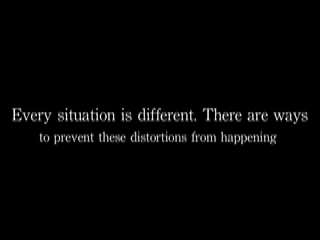 Every situation is different. There are ways
to prevent these distortions from happening